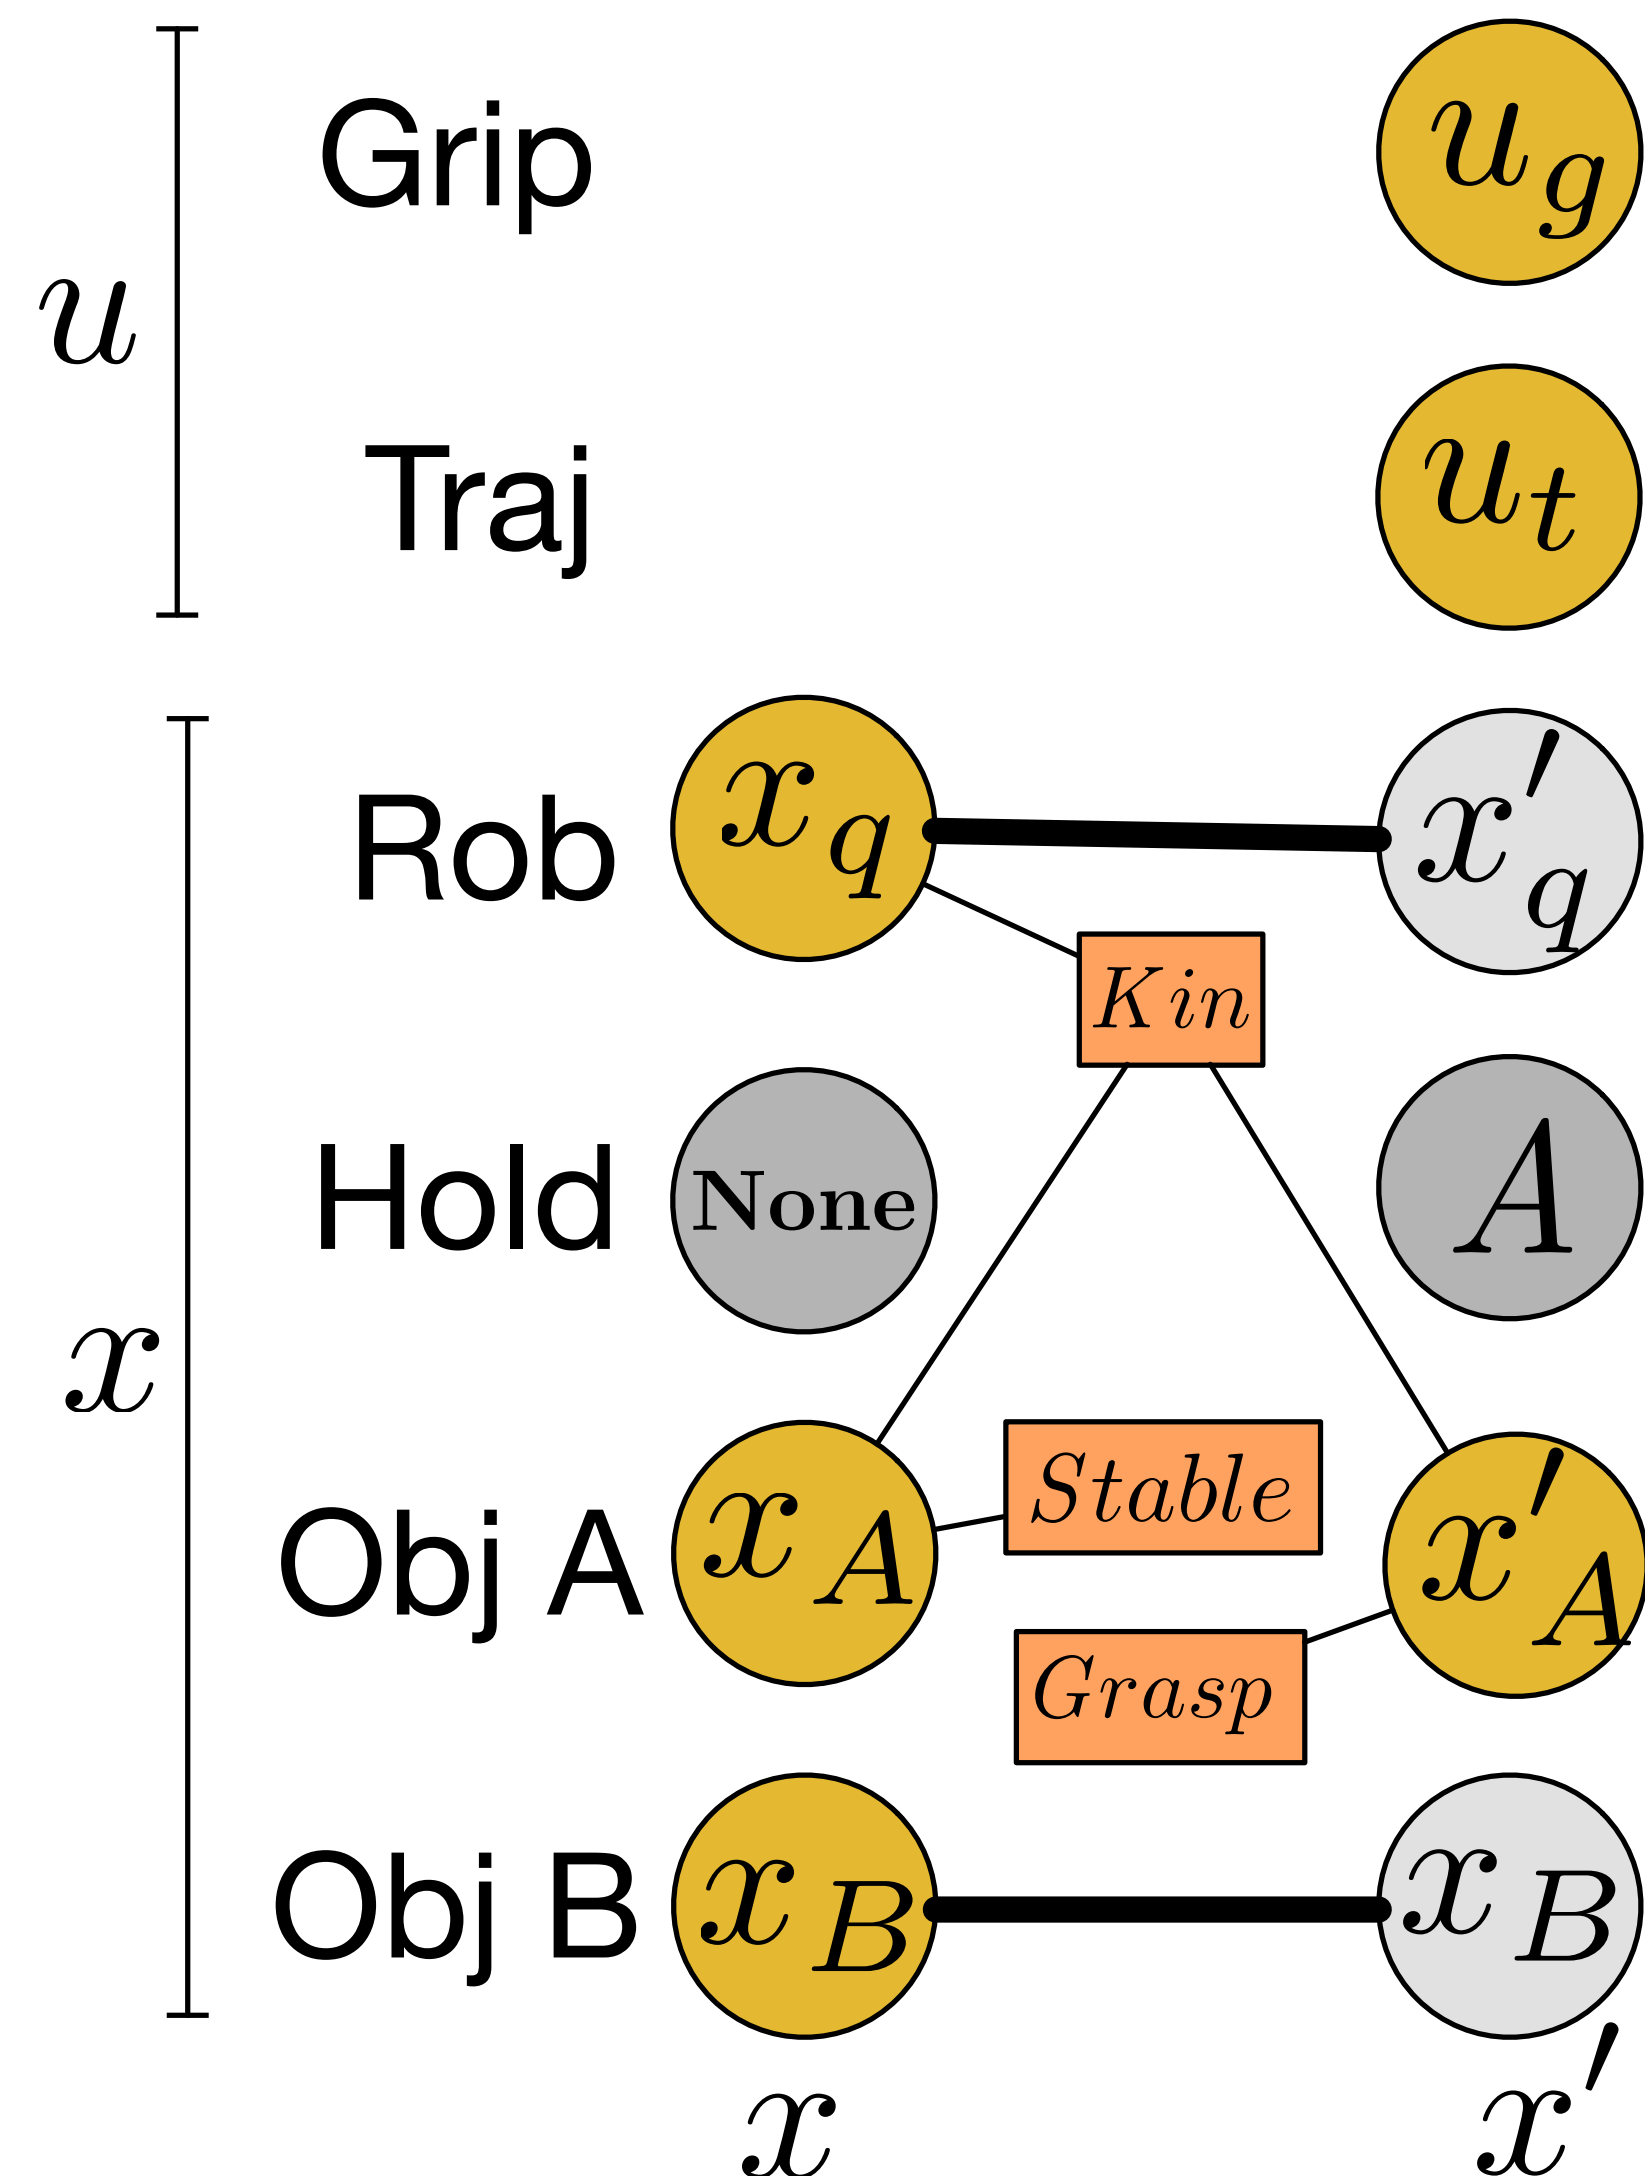 Grip u_g
u
Traj u_t
Rob x_q x'_q
Kin
Hold None A
x
Stable
Obj A x_A x'_A
Grasp
Obj B x_B x_B
x x'